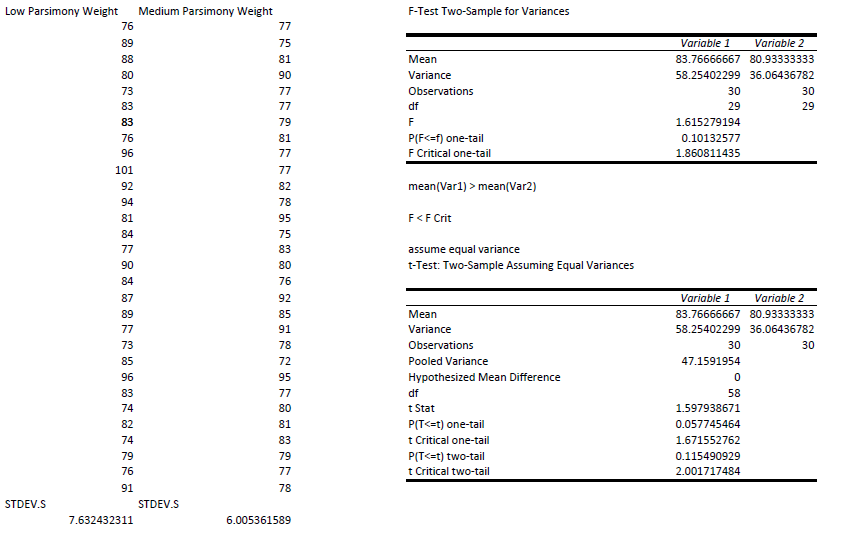 Low Parsimony Weight Medium Parsimony Weight F-Test Two-Sample for Variances
76 77
89 75 Variable 1 Variable 2
88 81 Mean 83.76666667 80.93333333
80 90 Variance 58.25402299 36.06436782
73 77 Observations 30 30
83 77 df 29 29
83 79 F 1.615279194
76 81 P(F<=f) one-tail 0.10132577
96 77 F Critical one-tail 1.860811435
101 77
92 82 mean(Var1) > mean(Var2)
94 78
81 95 F < F Crit
84 75
77 83 assume equal variance
90 80 t-Test: Two-Sample Assuming Equal Variances
84 76
87 92 Variable 1 Variable 2
89 85 Mean 83.76666667 80.93333333
77 91 Variance 58.25402299 36.06436782
73 78 Observations 30 30
85 72 Pooled Variance 47.1591954
96 95 Hypothesized Mean Difference 0
83 77 df 58
74 80 t Stat 1.597938671
82 81 P(T<=t) one-tail 0.057745464
74 83 t Critical one-tail 1.671552762
79 79 P(T<=t) two-tail 0.115490929
76 77 t Critical two-tail 2.001717484
91 78
STDEV.S STDEV.S
7.632432311 6.005361589